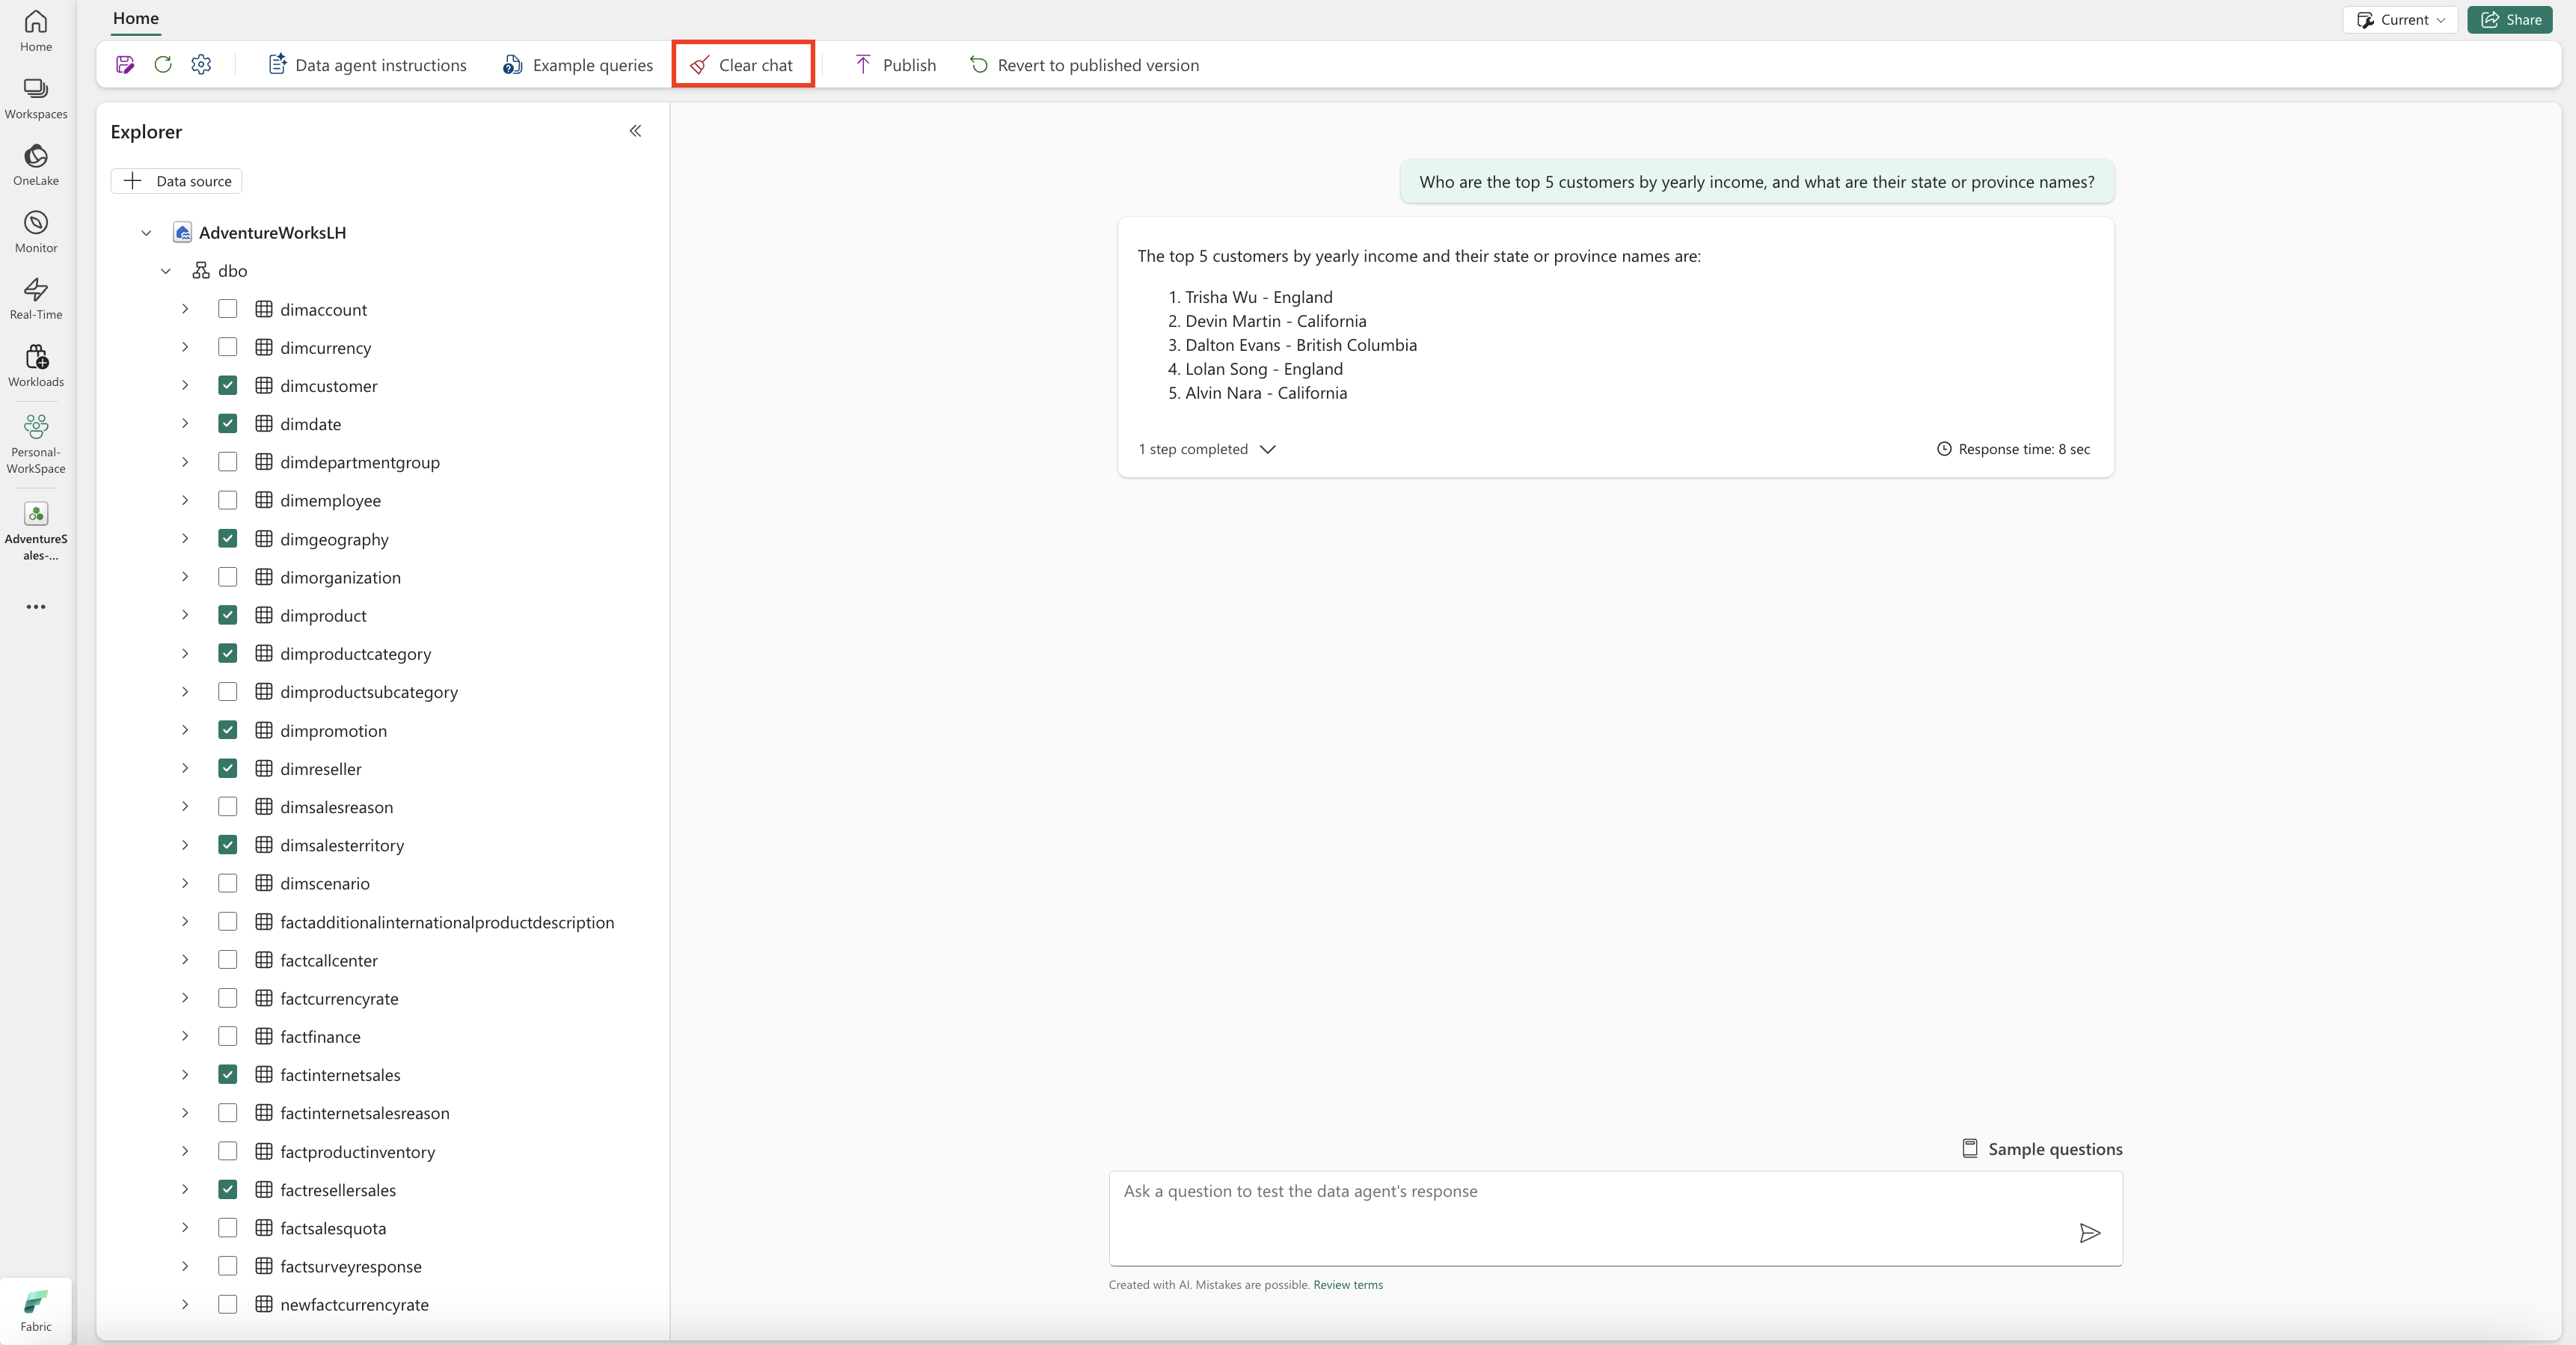 Home
Current
Share
Data agent instructions
Example queries
Clear chat
Publish
Revert to published version
Home
Workspaces
OneLake
Monitor
Real-Time
Workloads
Personal-
WorkSpace
AdventureS
ales-...
Fabric
Explorer
Data source
AdventureWorksLH
dbo
dimaccount
dimcurrency
dimcustomer
dimdate
dimdepartmentgroup
dimemployee
dimgeography
dimorganization
dimproduct
dimproductcategory
dimproductsubcategory
dimpromotion
dimreseller
dimsalesreason
dimsalesterritory
dimscenario
factadditionalinternationalproductdescription
factcallcenter
factcurrencyrate
factfinance
factinternetsales
factinternetsalesreason
factproductinventory
factresellersales
factsalesquota
factsurveyresponse
newfactcurrencyrate
Who are the top 5 customers by yearly income, and what are their state or province names?
The top 5 customers by yearly income and their state or province names are:
1. Trisha Wu - England
2. Devin Martin - California
3. Dalton Evans - British Columbia
4. Lolan Song - England
5. Alvin Nara - California
1 step completed
Response time: 8 sec
Sample questions
Ask a question to test the data agent's response
Created with AI. Mistakes are possible. Review terms